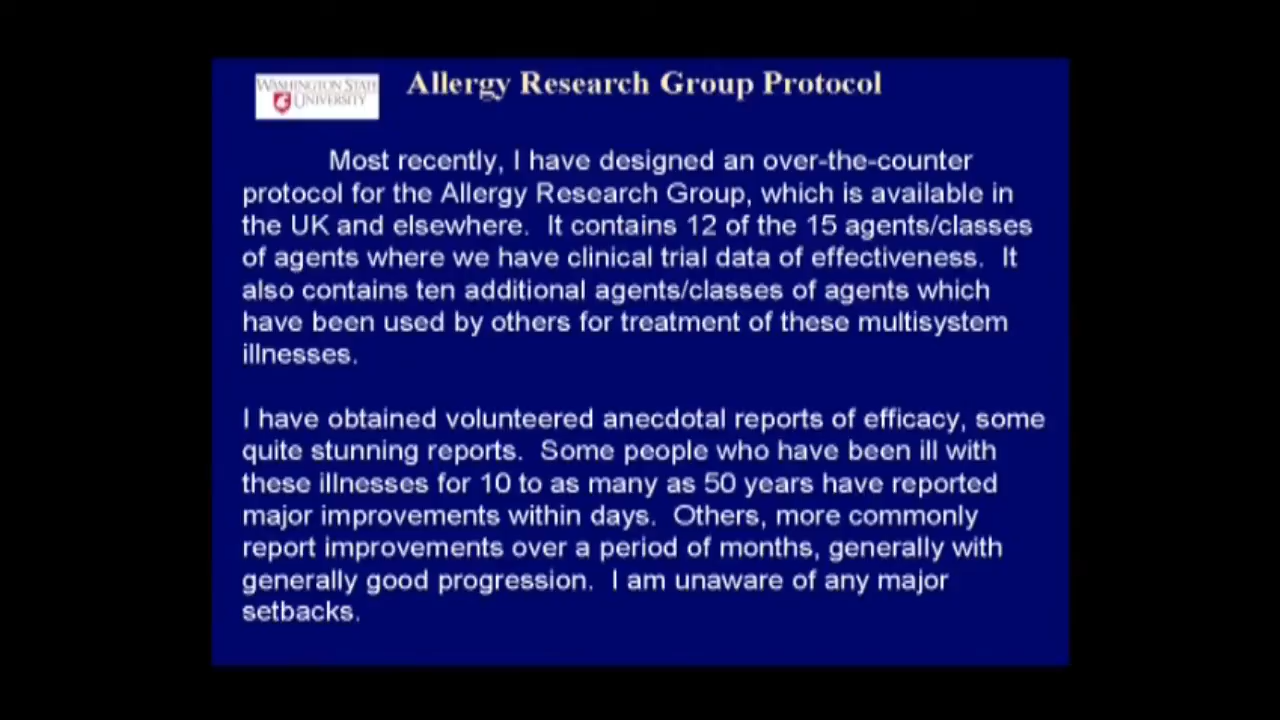 WASHINGTON STATE
UNIVERSITY
Allergy Research Group Protocol
Most recently, I have designed an over-the-counter
protocol for the Allergy Research Group, which is available in
the UK and elsewhere. It contains 12 of the 15 agents/classes
of agents where we have clinical trial data of effectiveness. It
also contains ten additional agents/classes of agents which
have been used by others for treatment of these multisystem
illnesses.
I have obtained volunteered anecdotal reports of efficacy, some
quite stunning reports. Some people who have been ill with
these illnesses for 10 to as many as 50 years have reported
major improvements within days. Others, more commonly
report improvements over a period of months, generally with
generally good progression. I am unaware of any major
setbacks.